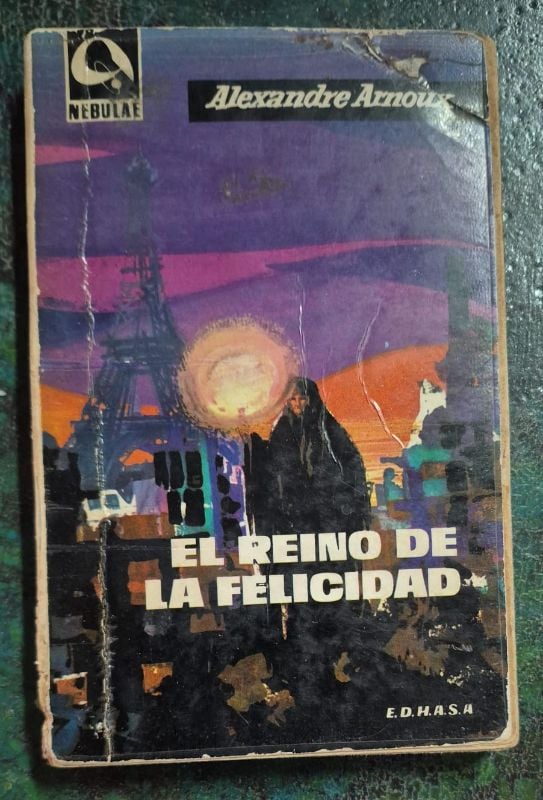 NEBULAE
Alexandre Arnoux
EL REINO DE
LA FELICIDAD
E.D.H.A.S.A